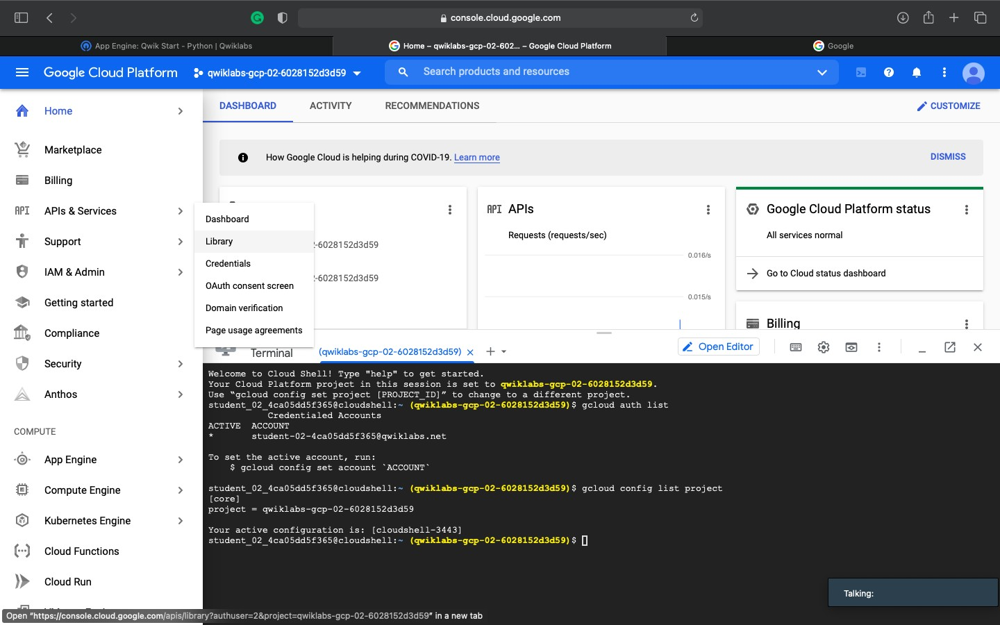 console.cloud.google.com
App Engine: Qwik Start - Python | Qwiklabs
Home – qwiklabs-gcp-02-602... – Google Cloud Platform
Google
Google Cloud Platform
qwiklabs-gcp-02-6028152d3d59
Search products and resources
Home
Marketplace
Billing
API APIs & Services
Support
IAM & Admin
Getting started
Compliance
Security
Anthos
COMPUTE
App Engine
Compute Engine
Kubernetes Engine
Cloud Functions
Cloud Run
DASHBOARD
ACTIVITY
RECOMMENDATIONS
CUSTOMIZE
How Google Cloud is helping during COVID-19. Learn more
DISMISS
Dashboard
Library
Credentials
OAuth consent screen
Domain verification
Page usage agreements
-6028152d3d59
-6028152d3d59
API APIs
Requests (requests/sec)
0.016/s
0.015/s
Google Cloud Platform status
All services normal
Go to Cloud status dashboard
Billing
Terminal
(qwiklabs-gcp-02-6028152d3d59)
Open Editor
Welcome to Cloud Shell! Type "help" to get started.
Your Cloud Platform project in this session is set to qwiklabs-gcp-02-6028152d3d59.
Use “gcloud config set project [PROJECT_ID]” to change to a different project.
student_02_4ca05dd5f365@cloudshell:~ (qwiklabs-gcp-02-6028152d3d59)$ gcloud auth list
Credentialed Accounts
ACTIVE ACCOUNT
* student-02-4ca05dd5f365@qwiklabs.net
To set the active account, run:
$ gcloud config set account `ACCOUNT`
student_02_4ca05dd5f365@cloudshell:~ (qwiklabs-gcp-02-6028152d3d59)$ gcloud config list project
[core]
project = qwiklabs-gcp-02-6028152d3d59
Your active configuration is: [cloudshell-3443]
student_02_4ca05dd5f365@cloudshell:~ (qwiklabs-gcp-02-6028152d3d59)$
Talking:
Open “https://console.cloud.google.com/apis/library?authuser=2&project=qwiklabs-gcp-02-6028152d3d59” in a new tab